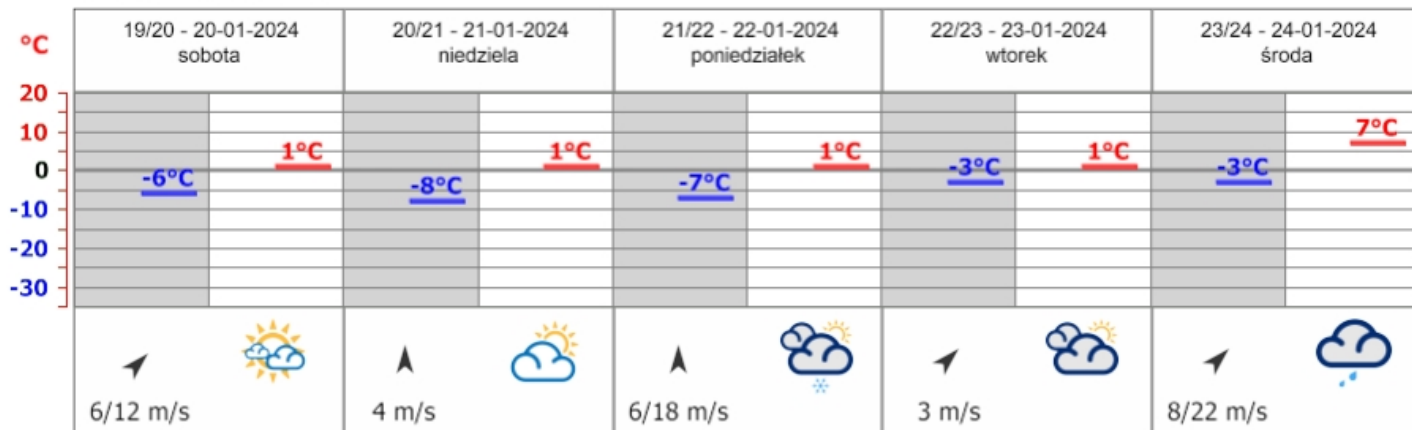 °C
19/20 - 20-01-2024
sobota
20/21 - 21-01-2024
niedziela
21/22 - 22-01-2024
poniedziałek
22/23 - 23-01-2024
wtorek
23/24 - 24-01-2024
środa
20
10
0
-10
-20
-30
-6°C
1°C
-8°C
1°C
-7°C
1°C
-3°C
1°C
-3°C
7°C
6/12 m/s
4 m/s
6/18 m/s
3 m/s
8/22 m/s